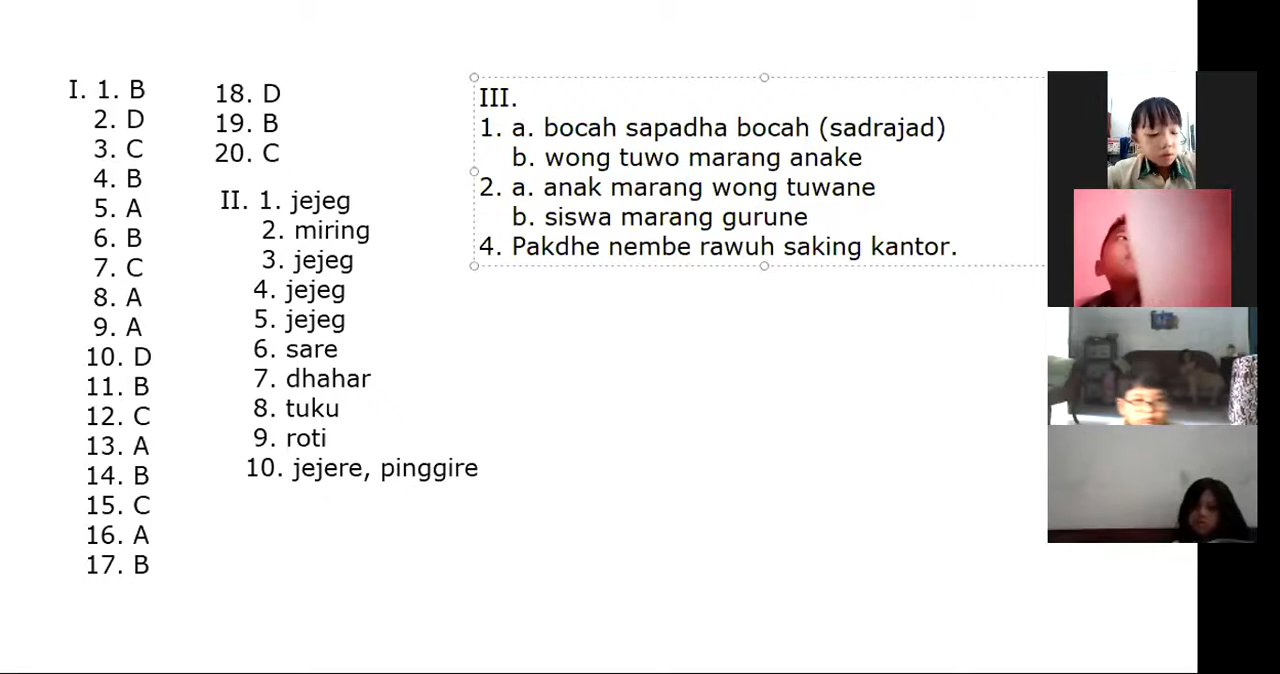 I. 1. B
2. D
3. C
4. B
5. A
6. B
7. C
8. A
9. A
10. D
11. B
12. C
13. A
14. B
15. C
16. A
17. B
18. D
19. B
20. C
II. 1. jejeg
2. miring
3. jejeg
4. jejeg
5. jejeg
6. sare
7. dhahar
8. tuku
9. roti
10. jejere, pinggire
III.
1. a. bocah sapadha bocah (sadrajad)
b. wong tuwo marang anake
2. a. anak marang wong tuwane
b. siswa marang gurune
4. Pakdhe nembe rawuh saking kantor.